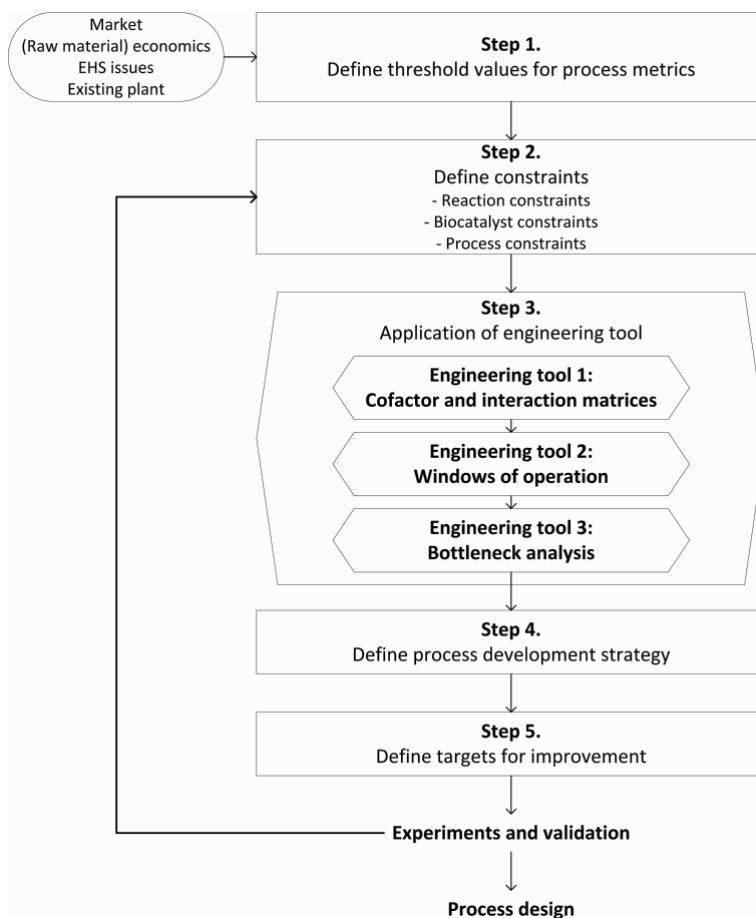 Market
(Raw material) economics
EHS issues
Existing plant
Step 1.
Define threshold values for process metrics
Step 2.
Define constraints
- Reaction constraints
- Biocatalyst constraints
- Process constraints
Step 3.
Application of engineering tool
Engineering tool 1:
Cofactor and interaction matrices
Engineering tool 2:
Windows of operation
Engineering tool 3:
Bottleneck analysis
Step 4.
Define process development strategy
Step 5.
Define targets for improvement
Experiments and validation
Process design